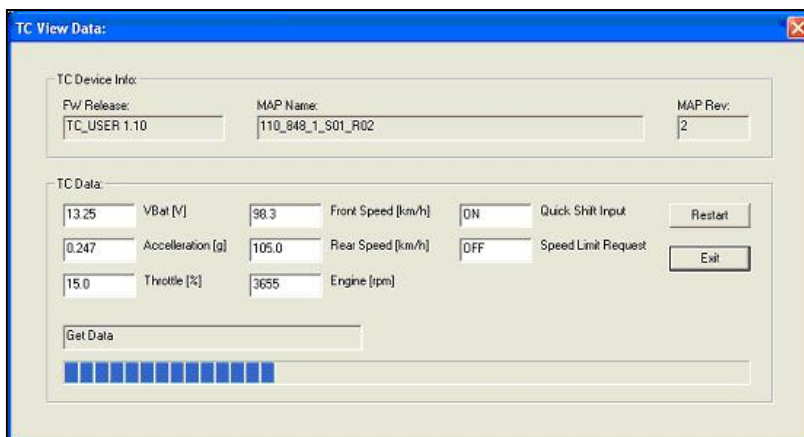 TC View Data:
TC Device Info:
FW Release: MAP Name: MAP Rev:
TC_USER 1.10 110_848_1_S01_R02 2
TC Data:
13.25 VBat [V] 98.3 Front Speed [km/h] ON Quick Shift Input Restart
0.247 Accelleration [g] 105.0 Rear Speed [km/h] OFF Speed Limit Request Exit
15.0 Throttle [%] 3655 Engine [rpm]
Get Data